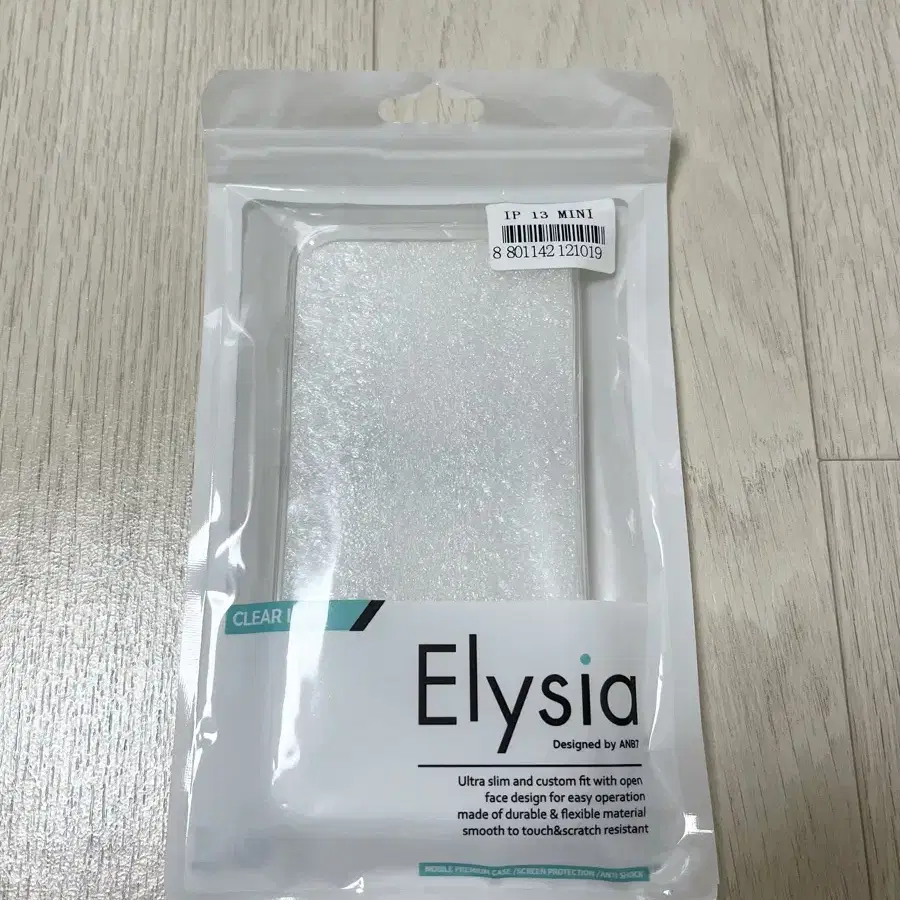 IP 13 MINI
8 801142 121019
CLEAR
Elysia
Designed by ANB7
Ultra slim and custom fit with open
face design for easy operation
made of durable & flexible material
smooth to touch&scratch resistant
MOBILE PREMIUM CASE / SCREEN PROTECTION / ANTI SHOCK